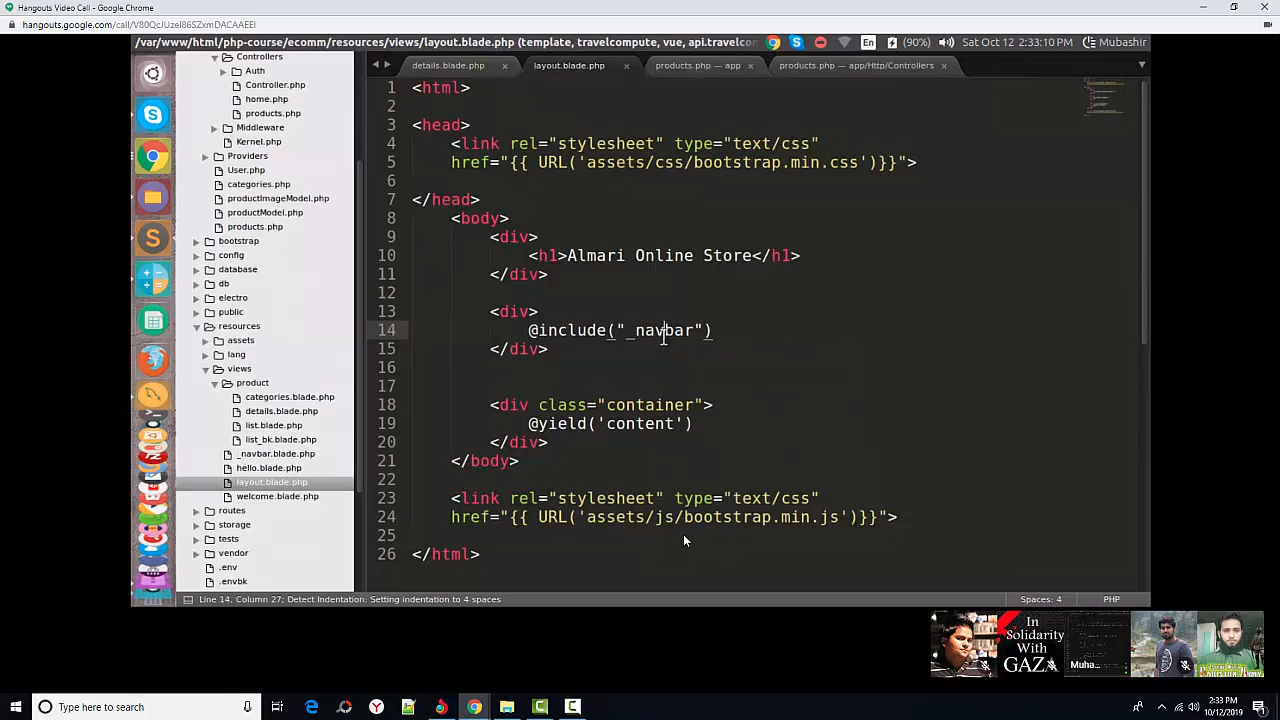 Hangouts Video Call - Google Chrome
hangouts.google.com/call/V80QcJUzeI86SZxmDACAAEEI
/var/www/html/php-course/ecomm/resources/views/layout.blade.php (template, travelcompute, vue, api.travelcom
En
(90%)
Sat Oct 12 2:33:10 PM
Mubashir
details.blade.php
layout.blade.php
products.php — app
products.php — app/Http/Controllers
Controllers
Auth
Controller.php
home.php
products.php
Middleware
Kernel.php
Providers
User.php
categories.php
productImageModel.php
productModel.php
products.php
bootstrap
config
database
db
electro
public
resources
assets
lang
views
product
categories.blade.php
details.blade.php
list.blade.php
list_bk.blade.php
_navbar.blade.php
hello.blade.php
layout.blade.php
welcome.blade.php
routes
storage
tests
vendor
.env
.envbk
1 <html>
2
3 <head>
4 <link rel="stylesheet" type="text/css"
5 href="{{ URL('assets/css/bootstrap.min.css')}}">
6
7 </head>
8 <body>
9 <div>
10 <h1>Almari Online Store</h1>
11 </div>
12
13 <div>
14 @include("_navbar")
15 </div>
16
17
18 <div class="container">
19 @yield('content')
20 </div>
21 </body>
22
23 <link rel="stylesheet" type="text/css"
24 href="{{ URL('assets/js/bootstrap.min.js')}}">
25
26 </html>
Line 14, Column 27; Detect Indentation: Setting indentation to 4 spaces
Spaces: 4
PHP
In
Solidarity
With
GAZA
Muha...
Type here to search
2:33 PM
10/12/2019